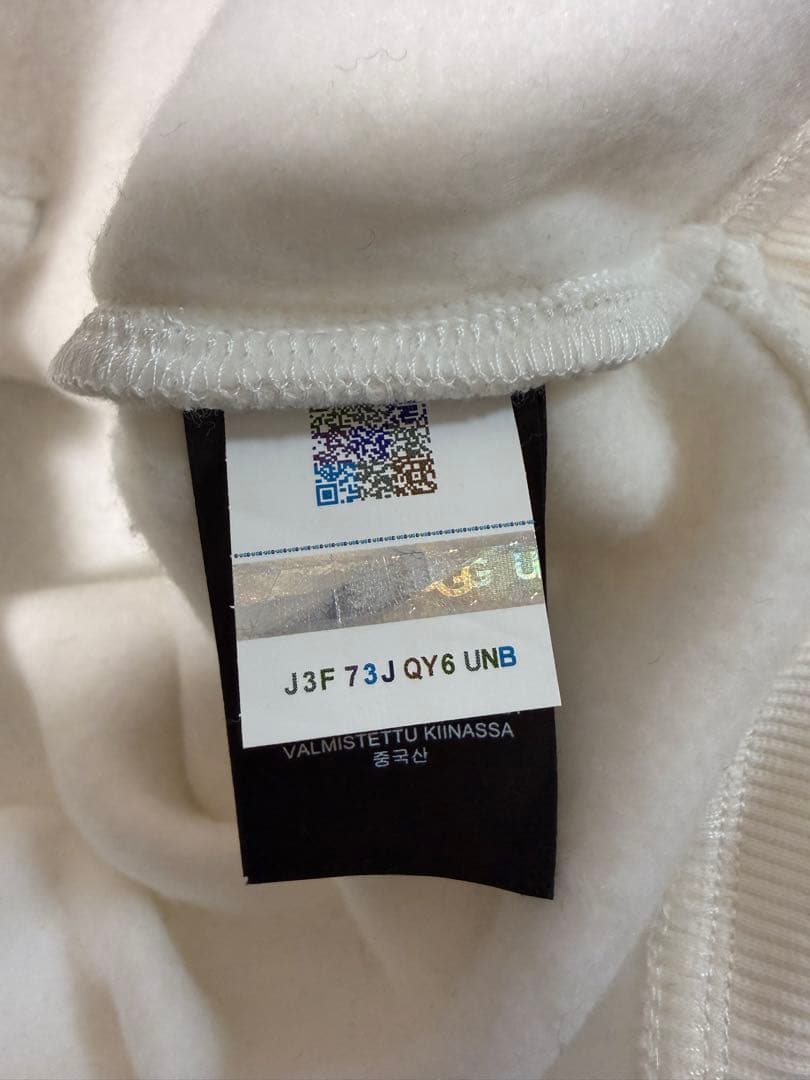 J3F 73J QY6 UNB
VALMISTETTU KIINASSA
중국산